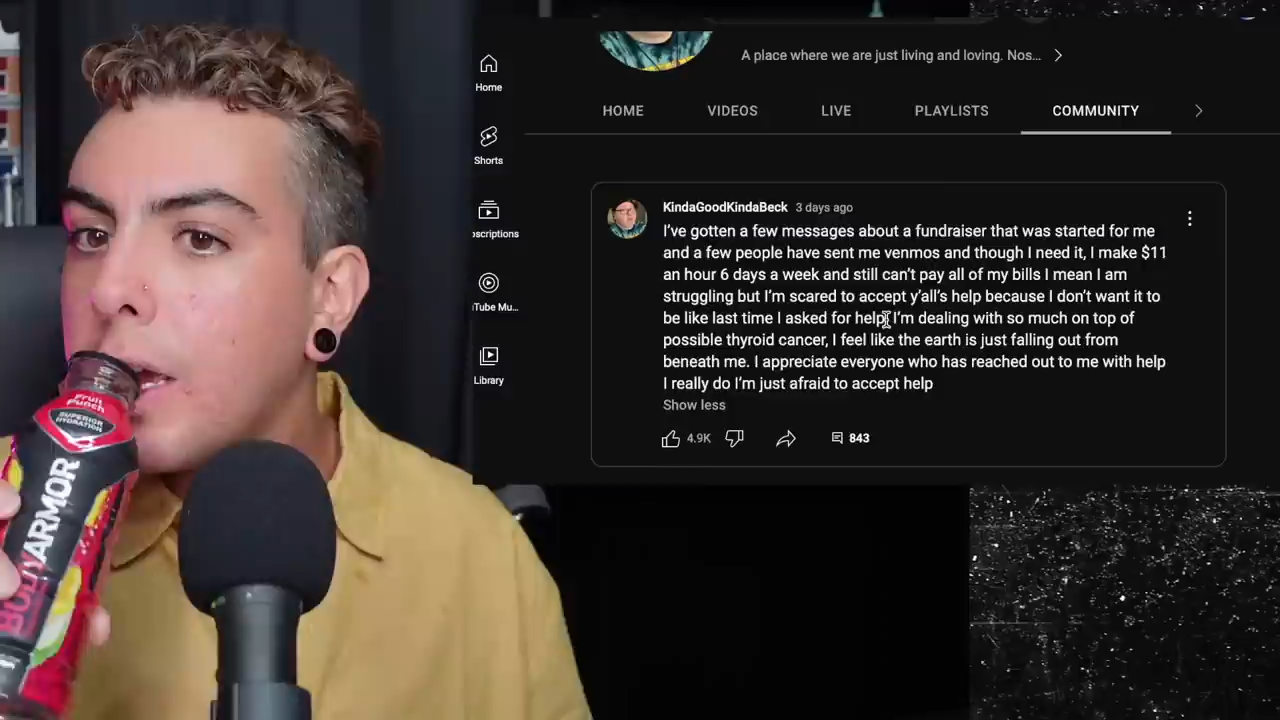 A place where we are just living and loving. Nos...
Home
HOME
VIDEOS
LIVE
PLAYLISTS
COMMUNITY
Shorts
KindaGoodKindaBeck 3 days ago
I've gotten a few messages about a fundraiser that was started for me
and a few people have sent me venmos and though I need it, I make $11
an hour 6 days a week and still can't pay all of my bills I mean I am
struggling but I'm scared to accept y'all's help because I don't want it to
be like last time I asked for help. I'm dealing with so much on top of
possible thyroid cancer, I feel like the earth is just falling out from
beneath me. I appreciate everyone who has reached out to me with help
I really do I'm just afraid to accept help
Show less
4.9K
843
oscriptions
uTube Mu...
Library
Fruit
Punch
SUPERIOR
HYDRATION
BODYARMOR